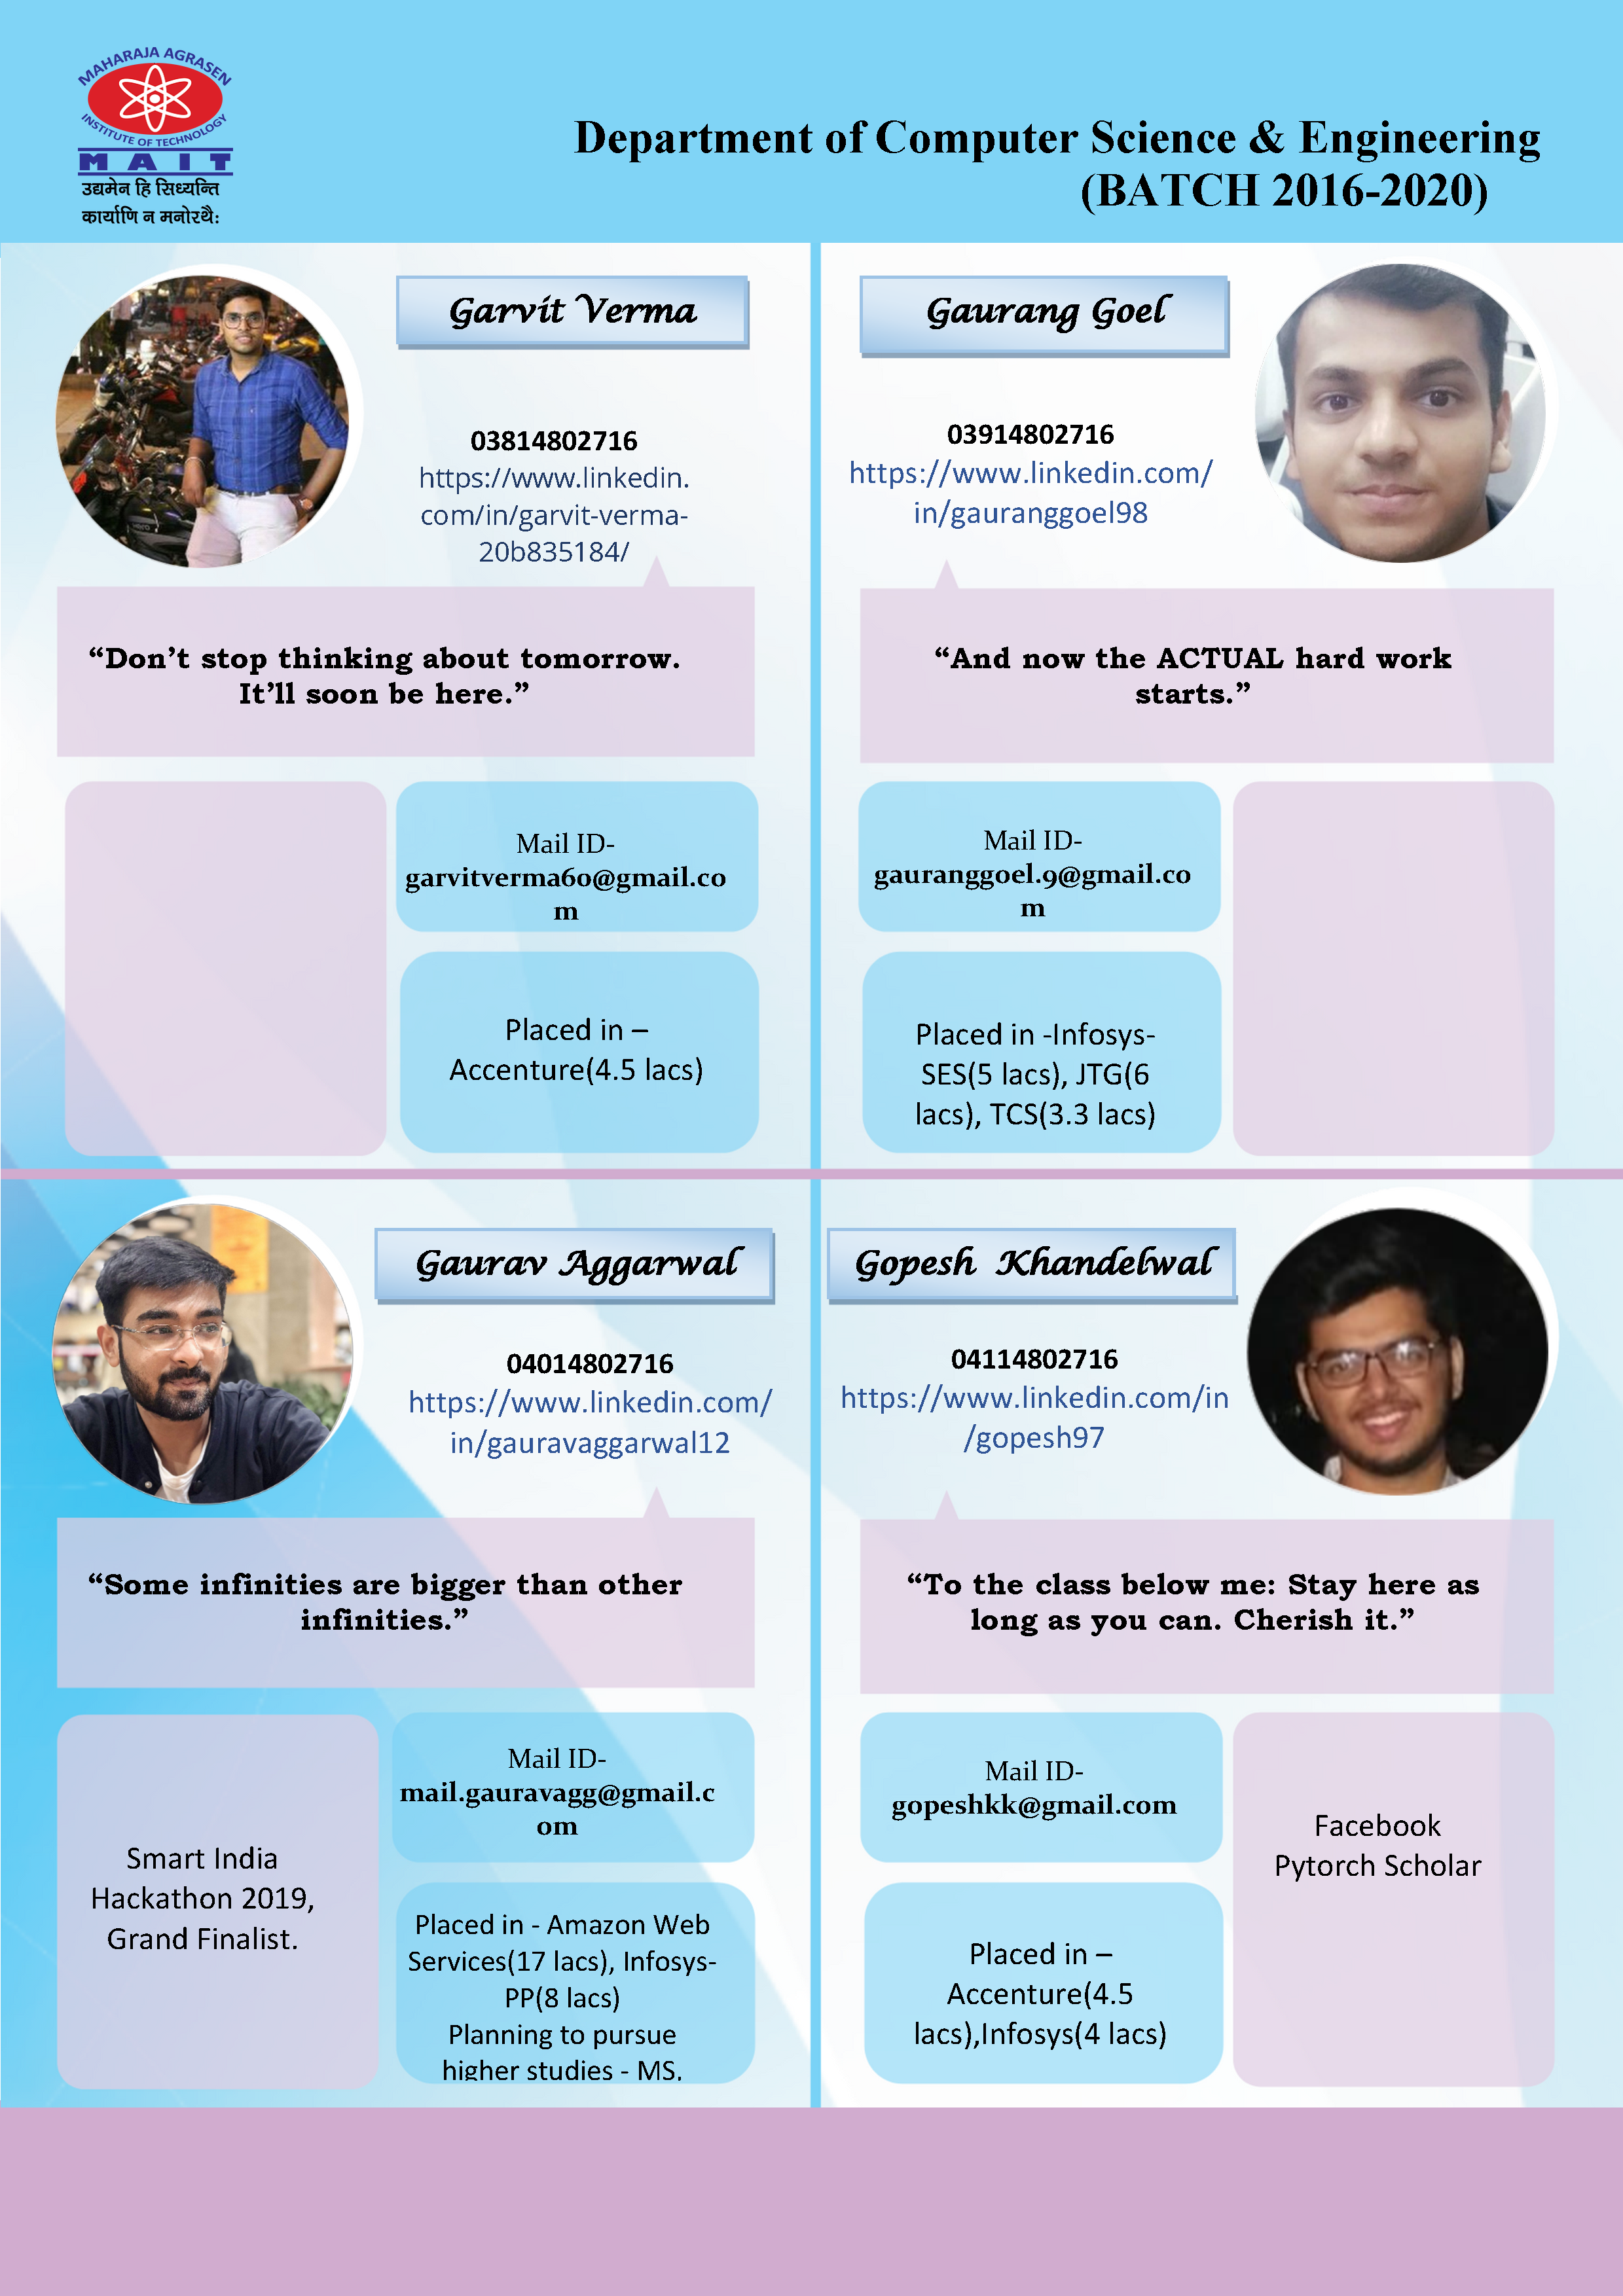 MAHARAJA AGRASEN
INSTITUTE OF TECHNOLOGY
MAIT
उद्यमेन हि सिध्यन्ति
कार्याणि न मनोरथैः
Department of Computer Science & Engineering
(BATCH 2016-2020)
Garvit Verma
03814802716
https://www.linkedin.
com/in/garvit-verma-
20b835184/
“Don’t stop thinking about tomorrow.
It’ll soon be here.”
Mail ID-
garvitverma60@gmail.co
m
Placed in –
Accenture(4.5 lacs)
Gaurang Goel
03914802716
https://www.linkedin.com/
in/gauranggoel98
“And now the ACTUAL hard work
starts.”
Mail ID-
gauranggoel.9@gmail.co
m
Placed in -Infosys-
SES(5 lacs), JTG(6
lacs), TCS(3.3 lacs)
Gaurav Aggarwal
04014802716
https://www.linkedin.com/
in/gauravaggarwal12
“Some infinities are bigger than other
infinities.”
Smart India
Hackathon 2019,
Grand Finalist.
Mail ID-
mail.gauravagg@gmail.c
om
Placed in - Amazon Web
Services(17 lacs), Infosys-
PP(8 lacs)
Planning to pursue
higher studies - MS.
Gopesh Khandelwal
04114802716
https://www.linkedin.com/in
/gopesh97
“To the class below me: Stay here as
long as you can. Cherish it.”
Mail ID-
gopeshkk@gmail.com
Placed in –
Accenture(4.5
lacs),Infosys(4 lacs)
Facebook
Pytorch Scholar